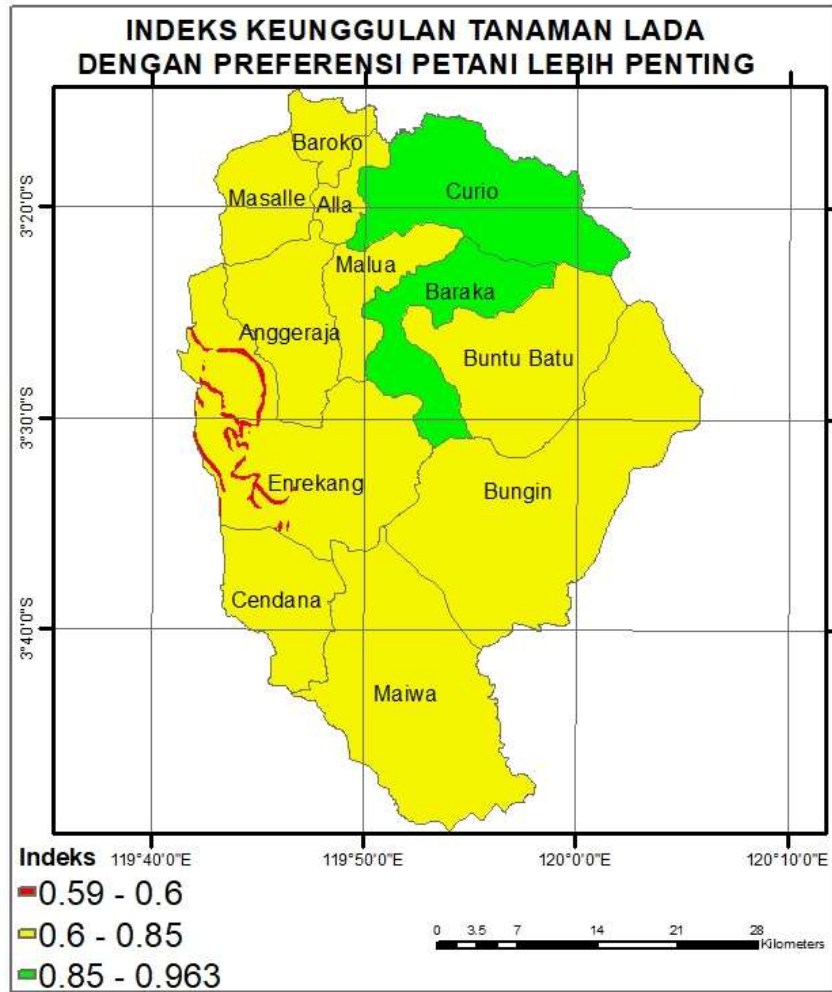 INDEKS KEUNGGULAN TANAMAN LADA
DENGAN PREFERENSI PETANI LEBIH PENTING
Baroko
Masalle
Alla
Curio
Malua
Baraka
Anggeraja
Buntu Batu
Enrekang
Bungin
Cendana
Maiwa
3°20'0"S
3°30'0"S
3°40'0"S
119°40'0"E
119°50'0"E
120°0'0"E
120°10'0"E
Indeks
0.59 - 0.6
0.6 - 0.85
0.85 - 0.963
0 3.5 7 14 21 28
Kilometers